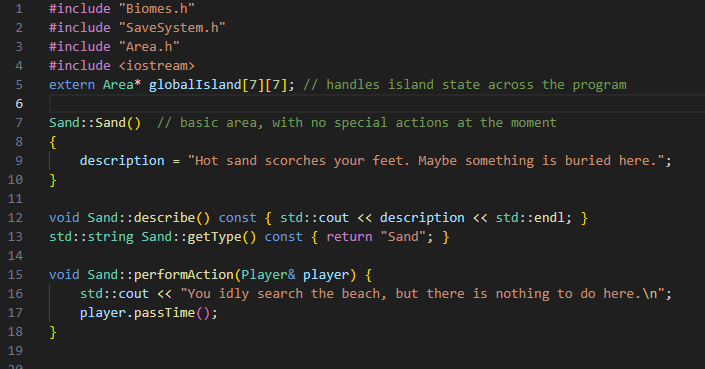 1 #include "Biomes.h"
2 #include "SaveSystem.h"
3 #include "Area.h"
4 #include <iostream>
5 extern Area* globalIsland[7][7]; // handles island state across the program
6
7 Sand::Sand()  // basic area, with no special actions at the moment
8 {
9     description = "Hot sand scorches your feet. Maybe something is buried here.";
10 }
11
12 void Sand::describe() const { std::cout << description << std::endl; }
13 std::string Sand::getType() const { return "Sand"; }
14
15 void Sand::performAction(Player& player) {
16     std::cout << "You idly search the beach, but there is nothing to do here.\n";
17     player.passTime();
18 }
19